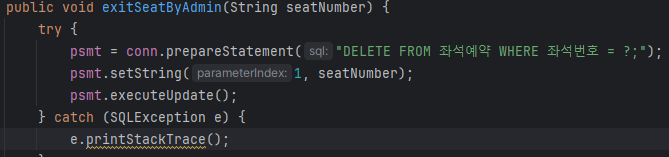 public void exitSeatByAdmin(String seatNumber) {
try {
psmt = conn.prepareStatement( sql: "DELETE FROM 좌석예약 WHERE 좌석번호 = ?;");
psmt.setString( parameterIndex: 1, seatNumber);
psmt.executeUpdate();
} catch (SQLException e) {
e.printStackTrace();